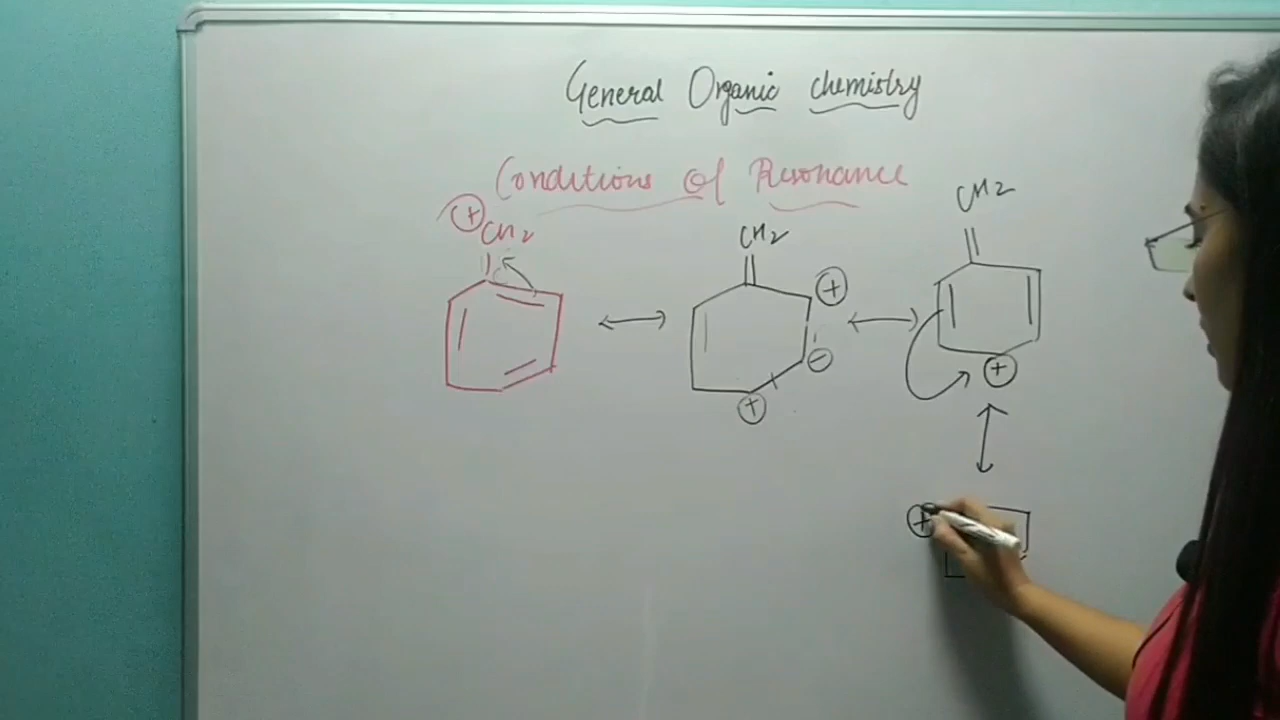 General Organic chemistry
Conditions of Resonance
CH2
⊕CH2
CH2
⊕
⊖
⊕
⊕
⊕